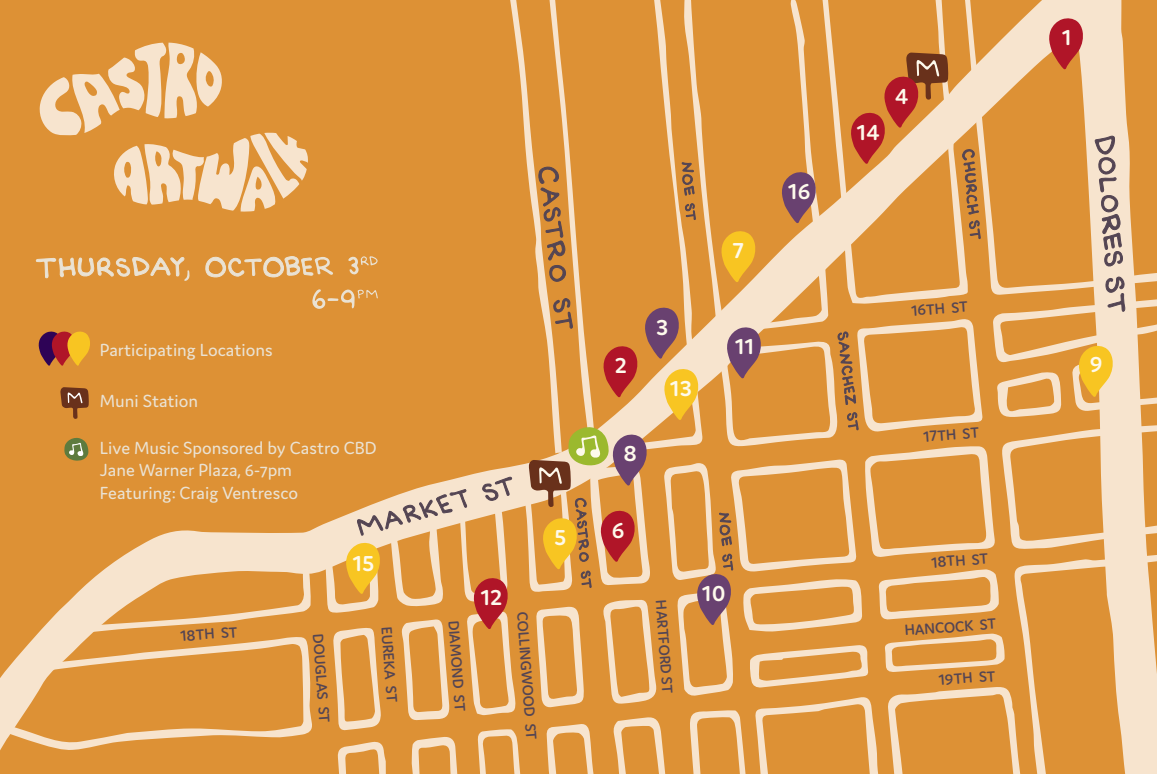 CASTRO
ARTWALK
THURSDAY, OCTOBER 3RD
6-9PM
Participating Locations
M
Muni Station
Live Music Sponsored by Castro CBD
Jane Warner Plaza, 6-7pm
Featuring: Craig Ventresco
1
M
4
14
DOLORES ST
CHURCH ST
NOE ST
CASTRO ST
16
7
16TH ST
3
11
SANCHEZ ST
2
9
13
17TH ST
8
M
MARKET ST
CASTRO ST
5
6
NOE ST
15
18TH ST
12
10
HANCOCK ST
18TH ST
DOUGLAS ST
EUREKA ST
DIAMOND ST
COLLINGWOOD ST
HARTFORD ST
19TH ST